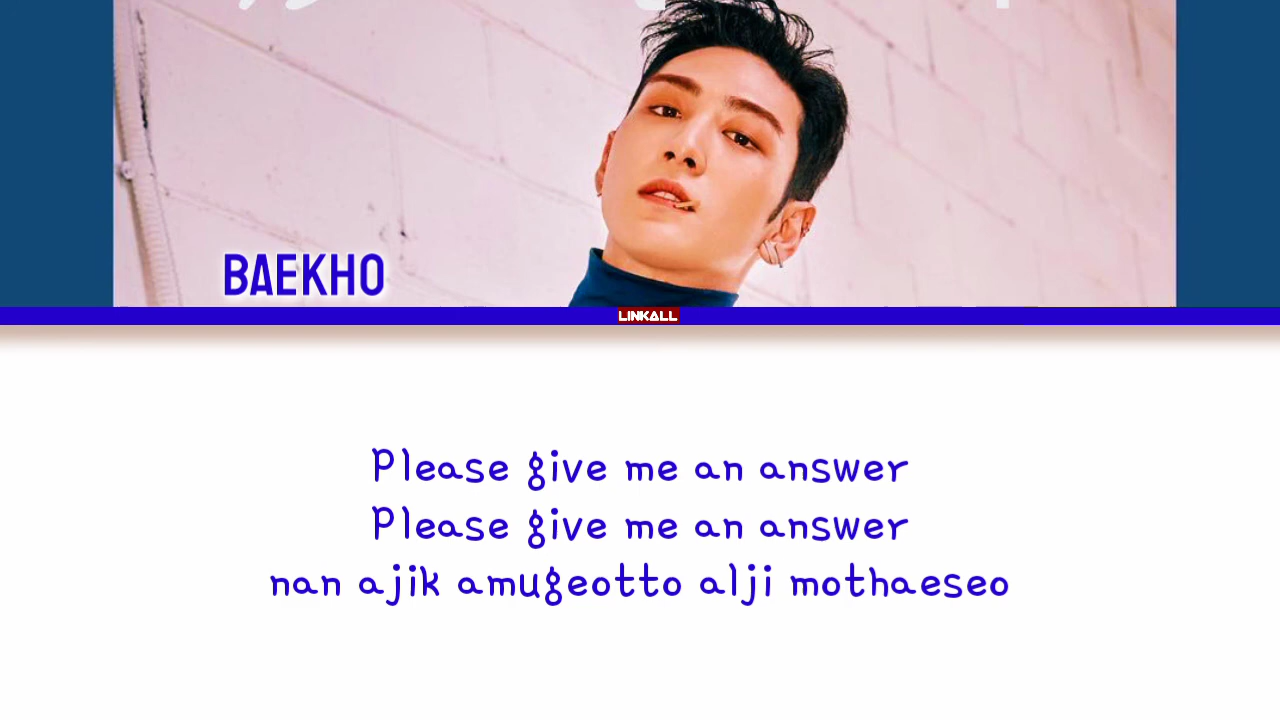 BAEKHO
LINKALL
Please give me an answer
Please give me an answer
nan ajik amugeotto alji mothaeseo